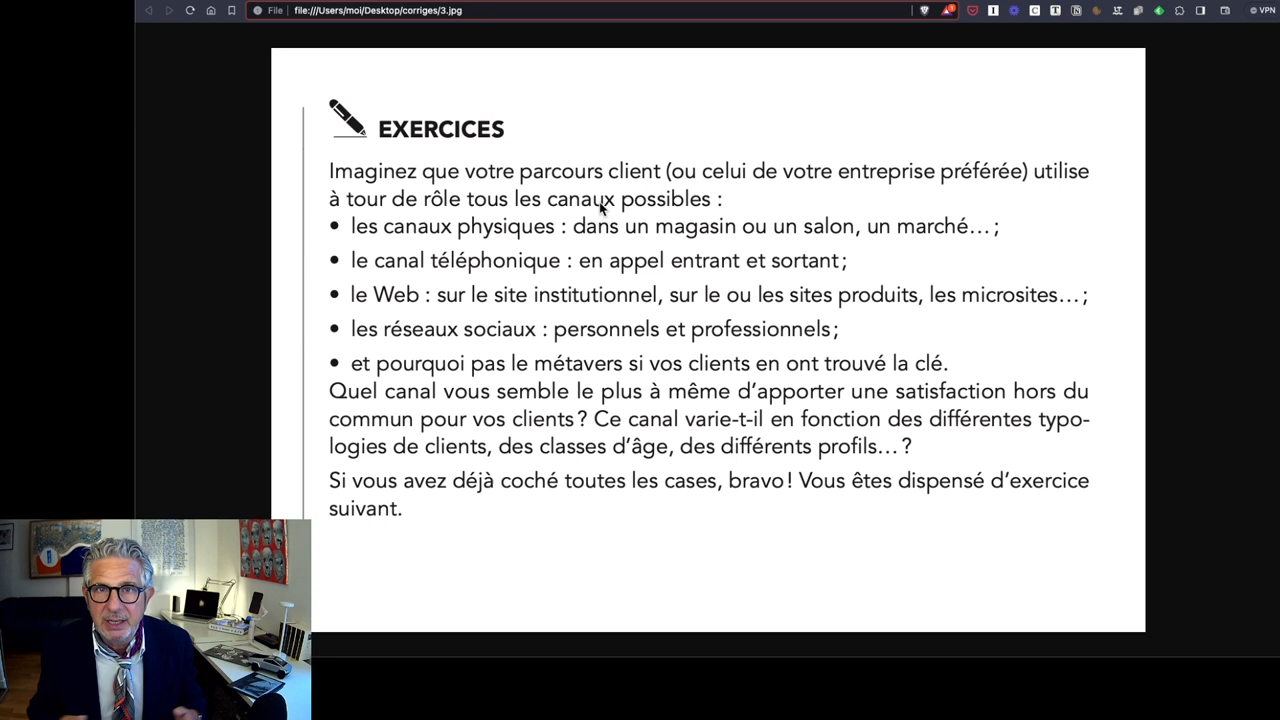 File
file:///Users/moi/Desktop/corriges/3.jpg
VPN
EXERCICES
Imaginez que votre parcours client (ou celui de votre entreprise préférée) utilise
à tour de rôle tous les canaux possibles :
• les canaux physiques : dans un magasin ou un salon, un marché… ;
• le canal téléphonique : en appel entrant et sortant ;
• le Web : sur le site institutionnel, sur le ou les sites produits, les microsites… ;
• les réseaux sociaux : personnels et professionnels ;
• et pourquoi pas le métavers si vos clients en ont trouvé la clé.
Quel canal vous semble le plus à même d’apporter une satisfaction hors du
commun pour vos clients ? Ce canal varie-t-il en fonction des différentes typo-
logies de clients, des classes d’âge, des différents profils… ?
Si vous avez déjà coché toutes les cases, bravo ! Vous êtes dispensé d’exercice
suivant.